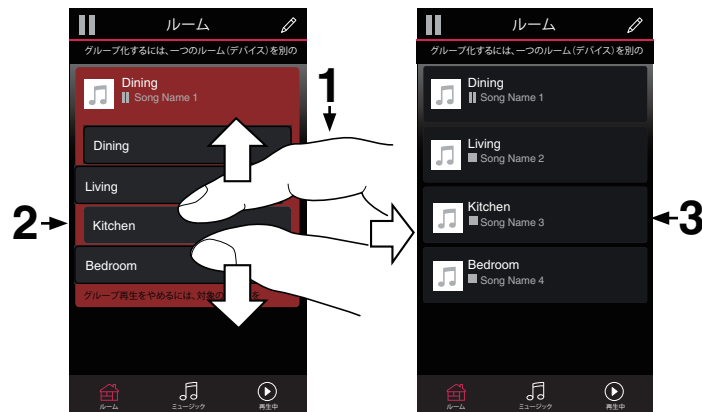 ルーム
グループ化するには、一つのルーム(デバイス)を別の
Dining
Song Name 1
Dining
Living
Kitchen
Bedroom
グループ再生をやめるには、対象の
を
ルーム
ミュージック
再生中
1
2
ルーム
グループ化するには、一つのルーム(デバイス)を別の
Dining
Song Name 1
Living
Song Name 2
Kitchen
Song Name 3
Bedroom
Song Name 4
ルーム
ミュージック
再生中
3